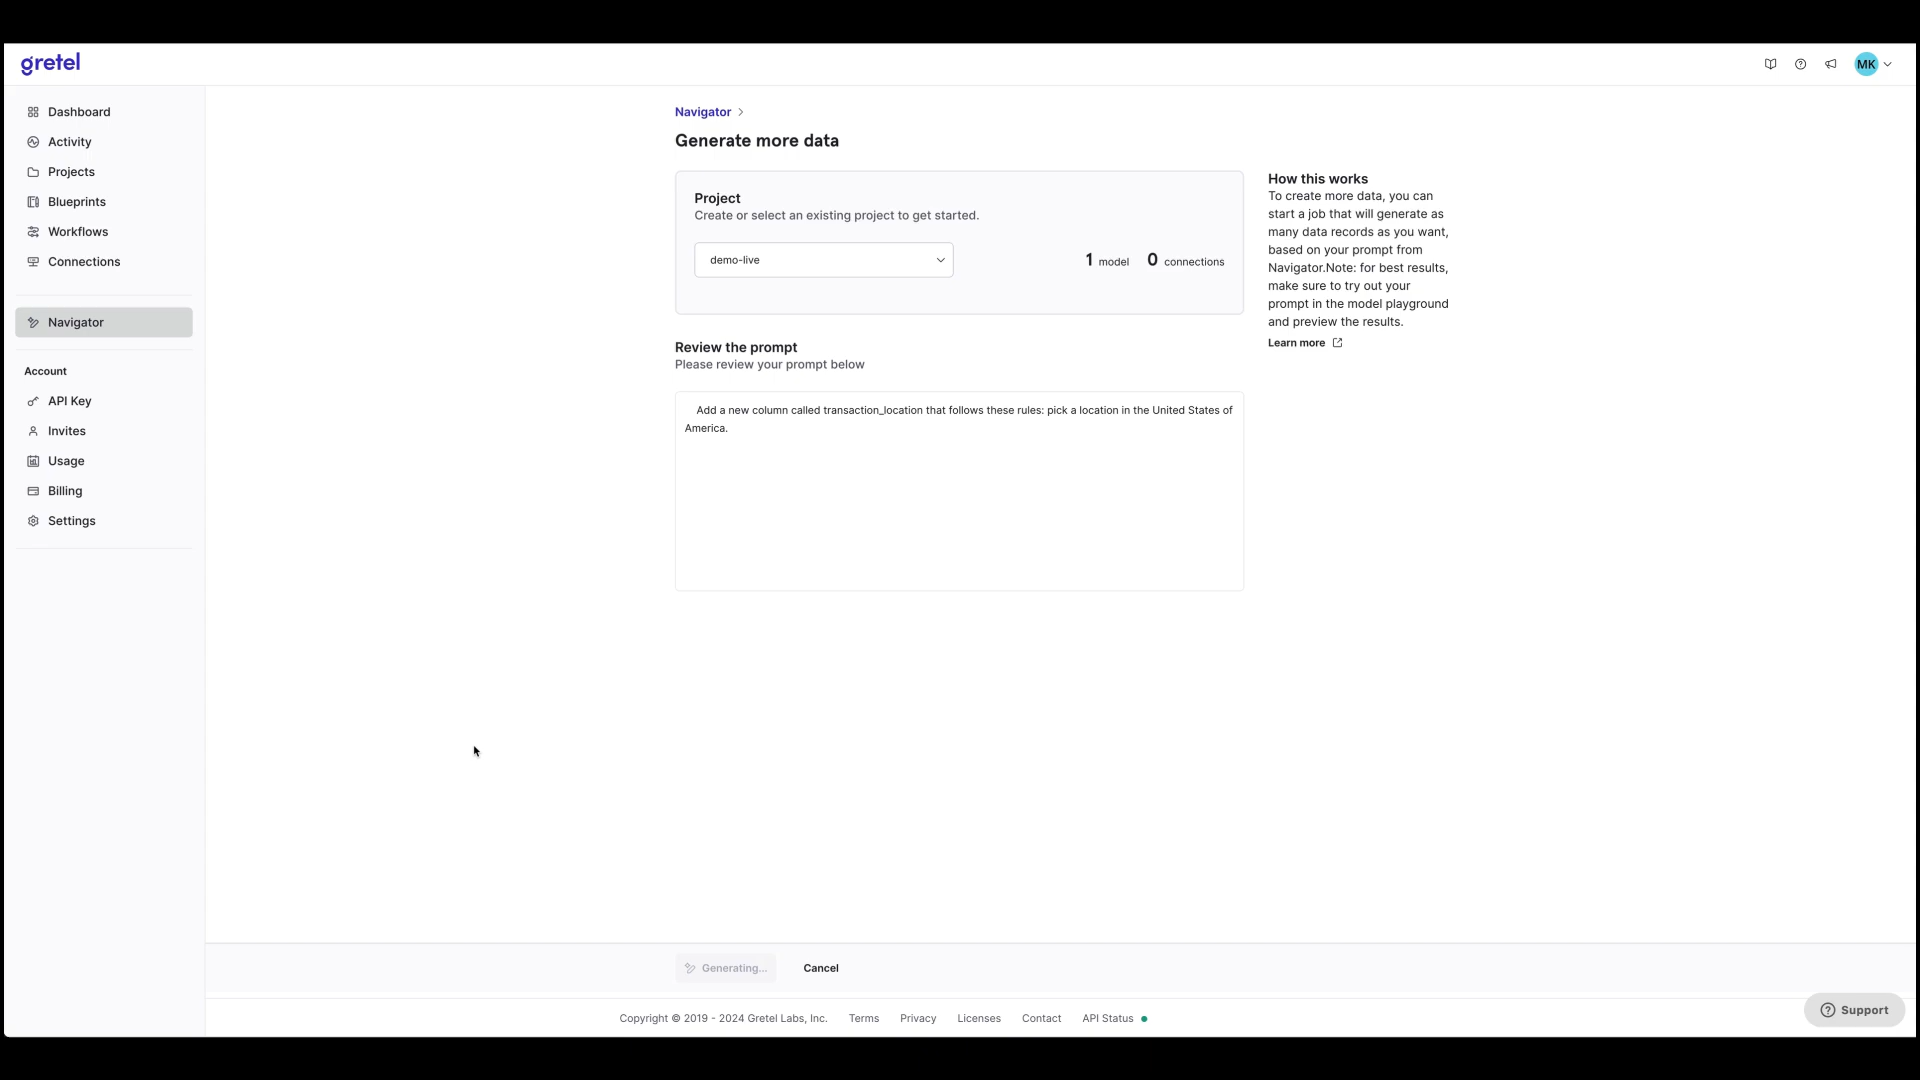 gretel
MK
Dashboard
Activity
Projects
Blueprints
Workflows
Connections
Navigator
Account
API Key
Invites
Usage
Billing
Settings
Navigator
Generate more data
Project
Create or select an existing project to get started.
demo-live
1 model 0 connections
Review the prompt
Please review your prompt below
Add a new column called transaction_location that follows these rules: pick a location in the United States of
America.
How this works
To create more data, you can
start a job that will generate as
many data records as you want,
based on your prompt from
Navigator.Note: for best results,
make sure to try out your
prompt in the model playground
and preview the results.
Learn more
Generating...
Cancel
Copyright © 2019 - 2024 Gretel Labs, Inc. Terms Privacy Licenses Contact API Status
Support